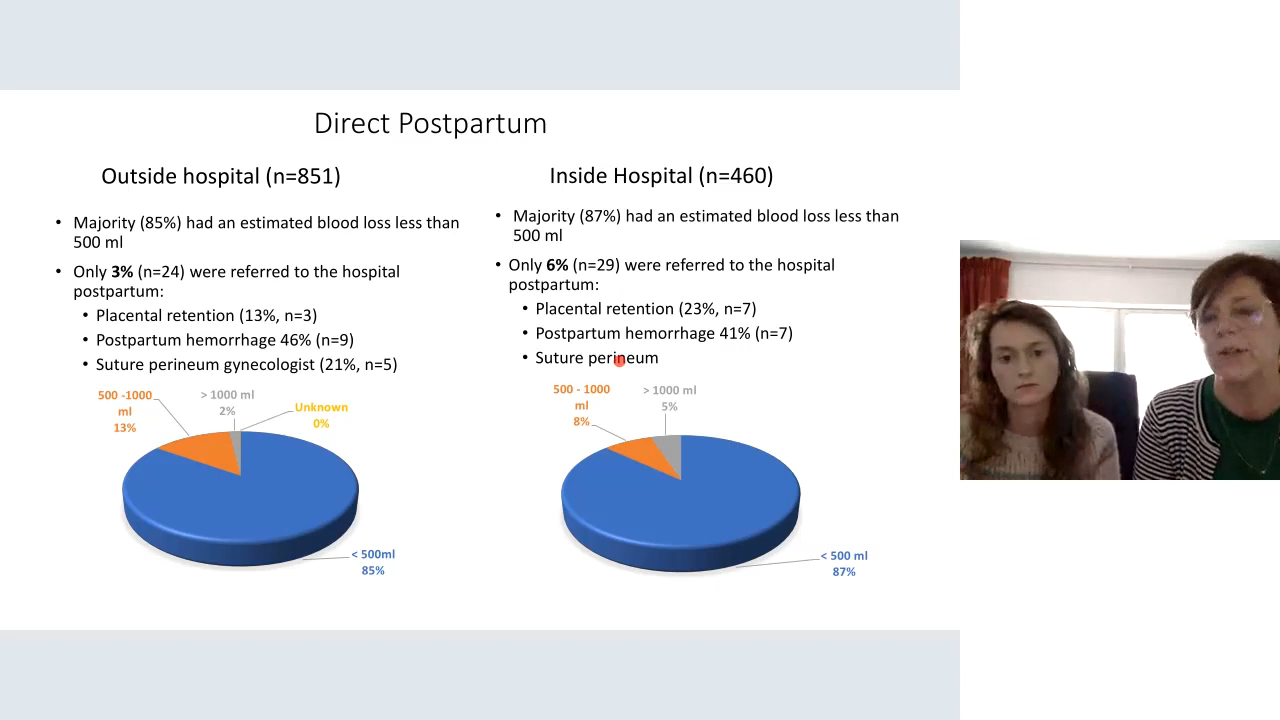 Direct Postpartum
Outside hospital (n=851)
• Majority (85%) had an estimated blood loss less than
500 ml
• Only 3% (n=24) were referred to the hospital
postpartum:
• Placental retention (13%, n=3)
• Postpartum hemorrhage 46% (n=9)
• Suture perineum gynecologist (21%, n=5)
500 -1000
ml
13%
> 1000 ml
2%
Unknown
0%
< 500ml
85%
Inside Hospital (n=460)
• Majority (87%) had an estimated blood loss less than
500 ml
• Only 6% (n=29) were referred to the hospital
postpartum:
• Placental retention (23%, n=7)
• Postpartum hemorrhage 41% (n=7)
• Suture perineum
500 - 1000
ml
8%
> 1000 ml
5%
< 500 ml
87%